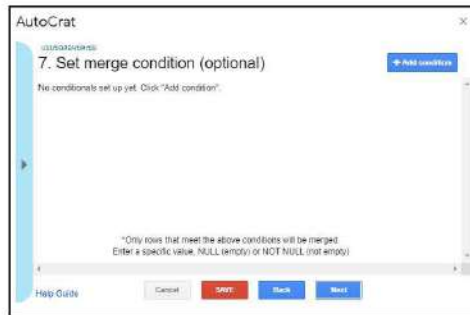 AutoCrat
×
7. Set merge condition (optional)
+ Add condition
No conditionals set up yet. Click "Add condition".
*Only rows that meet the above conditions will be merged.
Enter a specific value, NULL (empty) or NOT NULL (not empty)
Help Guide
Cancel
SAVE
Back
Next